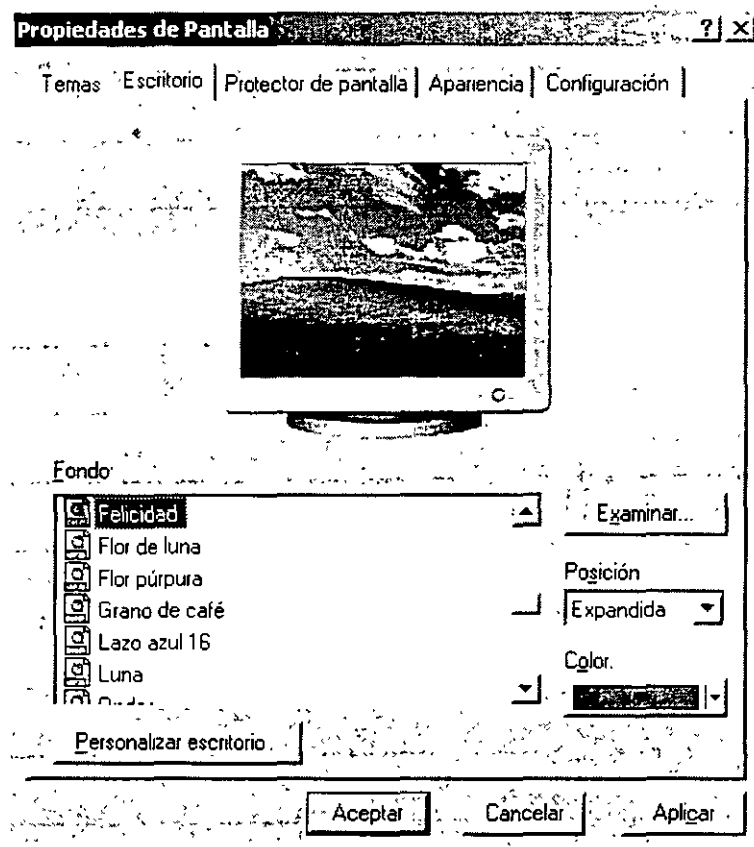 Propiedades de Pantalla ? ×
Temas Escritorio Protector de pantalla Apariencia Configuración
Fondo:
Felicidad
Flor de luna
Flor púrpura
Grano de café
Lazo azul 16
Luna
Examinar...
Posición
Expandida
Color.
Personalizar escritorio
Aceptar Cancelar Aplicar